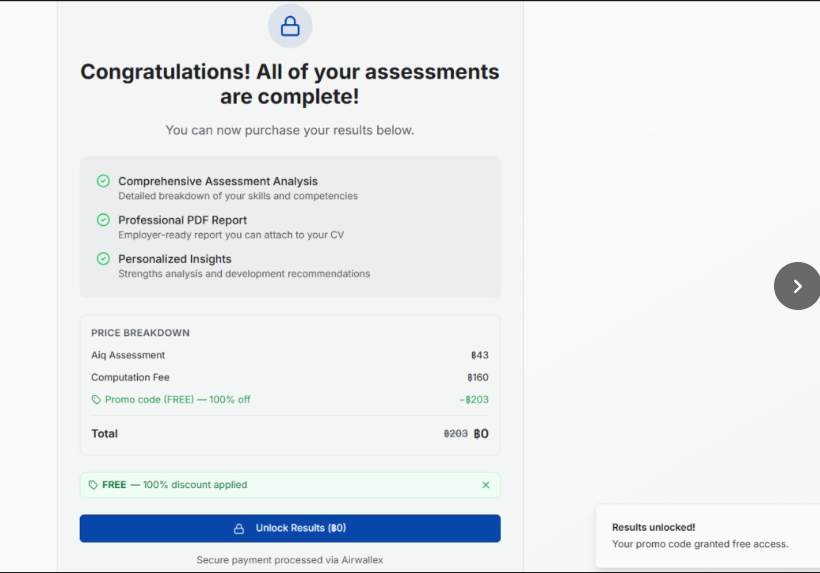 Congratulations! All of your assessments
are complete!
You can now purchase your results below.
Comprehensive Assessment Analysis
Detailed breakdown of your skills and competencies
Professional PDF Report
Employer-ready report you can attach to your CV
Personalized Insights
Strengths analysis and development recommendations
PRICE BREAKDOWN
Aiq Assessment ฿43
Computation Fee ฿160
Promo code (FREE) — 100% off -฿203
Total ฿203 ฿0
FREE — 100% discount applied
Unlock Results (฿0)
Secure payment processed via Airwallex
Results unlocked!
Your promo code granted free access.